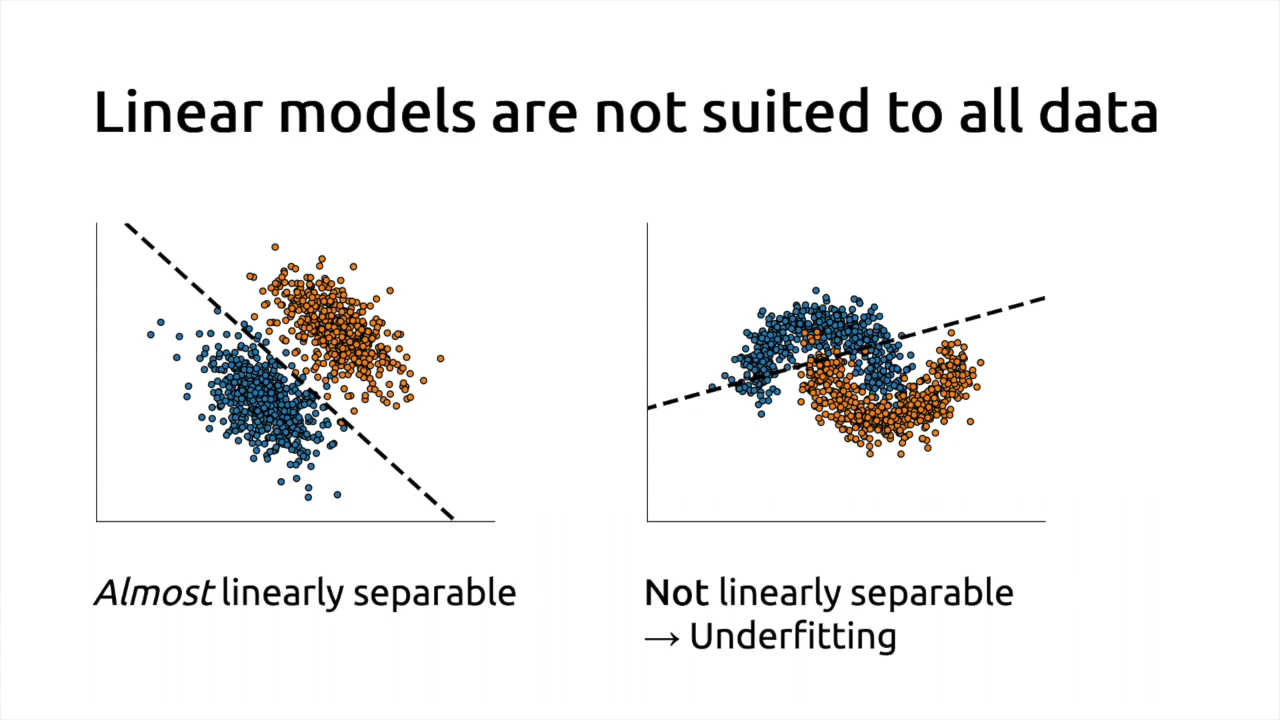 Linear models are not suited to all data
Almost linearly separable
Not linearly separable
→ Underfitting